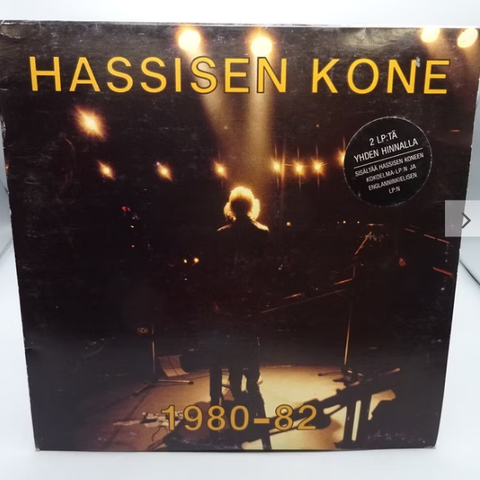 HASSISEN KONE
2 LP:TÄ
YHDEN HINNALLA
SISÄLTÄÄ HASSISEN KONEEN
KOKOELMA-LP:N JA
ENGLANNINKIELISEN
LP:N
1980-82